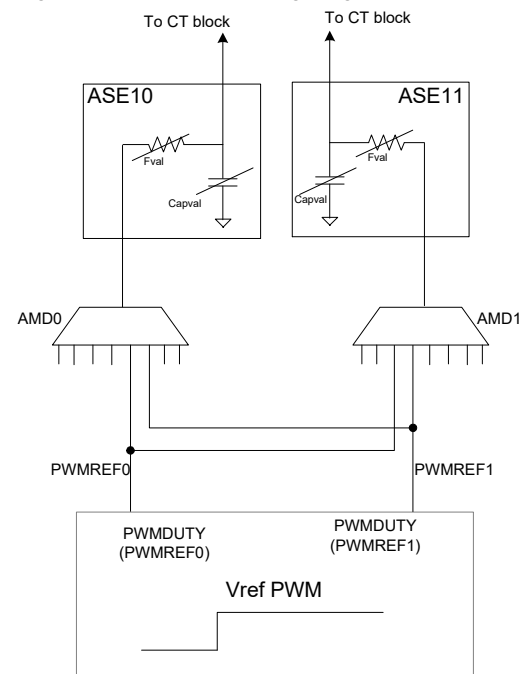 To CT block
To CT block
ASE10
ASE11
Fval
Fval
Capval
Capval
AMD0
AMD1
PWMREF0
PWMREF1
PWMDUTY
(PWMREF0)
PWMDUTY
(PWMREF1)
Vref PWM